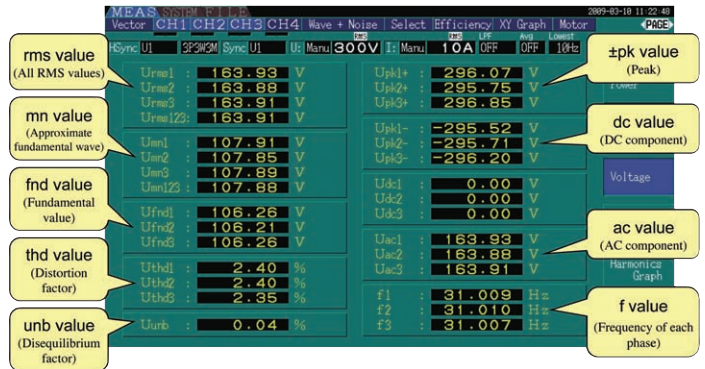 MEAS SYSTEM FILE 2009-03-10 11:22:48
Vector CH1 CH2 CH3 CH4 Wave + Noise Select Efficiency XY Graph Motor PAGE
RMS RMS LPF Avg Lowest
HSync U1 3P3W3M Sync U1 U: Manu 300V I: Manu 10A OFF OFF 10Hz
rms value
(All RMS values)
mn value
(Approximate
fundamental wave)
fnd value
(Fundamental
value)
thd value
(Distortion
factor)
unb value
(Disequilibrium
factor)
Urms1 : 163.93 V
Urms2 : 163.88 V
Urms3 : 163.91 V
Urms123: 163.91 V
Umn1 : 107.91 V
Umn2 : 107.85 V
Umn3 : 107.89 V
Umn123 : 107.88 V
Ufnd1 : 106.26 V
Ufnd2 : 106.21 V
Ufnd3 : 106.26 V
Uthd1 : 2.40 %
Uthd2 : 2.40 %
Uthd3 : 2.35 %
Uunb : 0.04 %
Upk1+ : 296.07 V
Upk2+ : 295.75 V
Upk3+ : 296.85 V
Upk1- : -295.52 V
Upk2- : -295.71 V
Upk3- : -296.20 V
Udc1 : 0.00 V
Udc2 : 0.00 V
Udc3 : 0.00 V
Uac1 : 163.93 V
Uac2 : 163.88 V
Uac3 : 163.91 V
f1 : 31.009 Hz
f2 : 31.010 Hz
f3 : 31.007 Hz
±pk value
(Peak)
Power
dc value
(DC component)
Voltage
ac value
(AC component)
Harmonics
Graph
f value
(Frequency of each
phase)